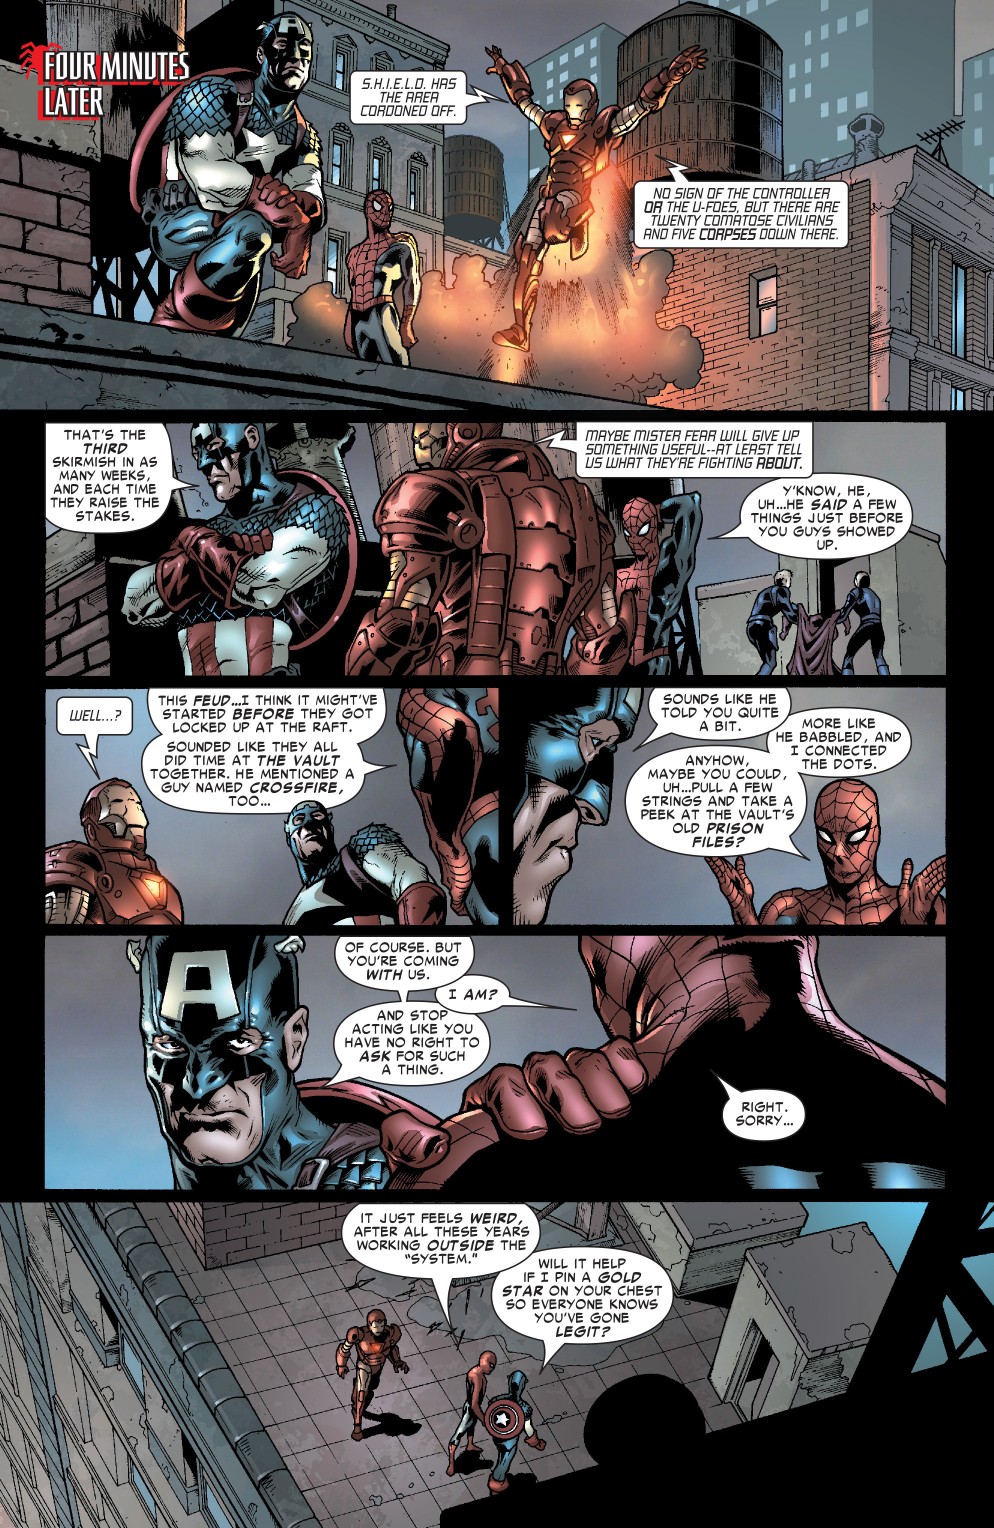 FOUR MINUTES
LATER
S.H.I.E.L.D. HAS
THE AREA
CORDONED OFF.
NO SIGN OF THE CONTROLLER
OR THE U-FOES, BUT THERE ARE
TWENTY COMATOSE CIVILIANS
AND FIVE CORPSES DOWN THERE.
THAT'S THE
THIRD
SKIRMISH IN AS
MANY WEEKS,
AND EACH TIME
THEY RAISE THE
STAKES.
MAYBE MISTER FEAR WILL GIVE UP
SOMETHING USEFUL--AT LEAST TELL
US WHAT THEY'RE FIGHTING ABOUT.
Y'KNOW, HE,
UH...HE SAID A FEW
THINGS JUST BEFORE
YOU GUYS SHOWED
UP.
WELL...?
THIS FEUD...I THINK IT MIGHT'VE
STARTED BEFORE THEY GOT
LOCKED UP AT THE RAFT.
SOUNDED LIKE THEY ALL
DID TIME AT THE VAULT
TOGETHER. HE MENTIONED A
GUY NAMED CROSSFIRE,
TOO...
SOUNDS LIKE HE
TOLD YOU QUITE
A BIT.
MORE LIKE
HE BABBLED, AND
I CONNECTED
THE DOTS.
ANYHOW,
MAYBE YOU COULD,
UH...PULL A FEW
STRINGS AND TAKE A
PEEK AT THE VAULT'S
OLD PRISON
FILES?
A
OF COURSE. BUT
YOU'RE COMING
WITH US.
I AM?
AND STOP
ACTING LIKE YOU
HAVE NO RIGHT TO
ASK FOR SUCH
A THING.
RIGHT.
SORRY...
IT JUST FEELS WEIRD,
AFTER ALL THESE YEARS
WORKING OUTSIDE THE
"SYSTEM."
WILL IT HELP
IF I PIN A GOLD
STAR ON YOUR CHEST
SO EVERYONE KNOWS
YOU'VE GONE
LEGIT?